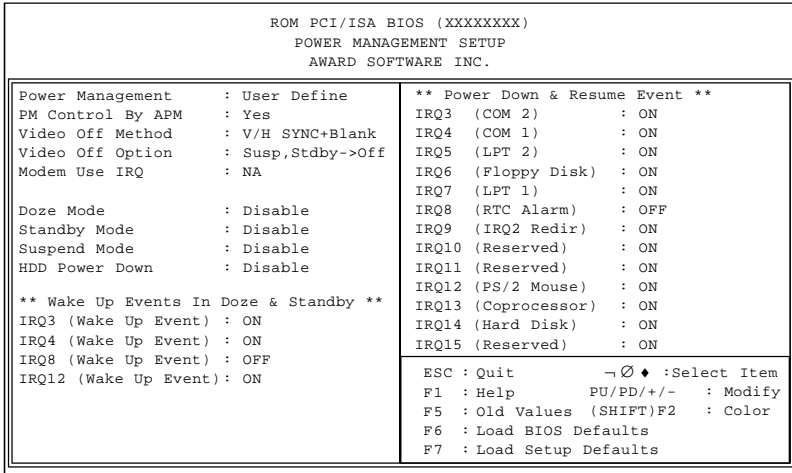 ROM PCI/ISA BIOS (XXXXXXXX)
POWER MANAGEMENT SETUP
AWARD SOFTWARE INC.
Power Management : User Define
PM Control By APM : Yes
Video Off Method : V/H SYNC+Blank
Video Off Option : Susp,Stdby->Off
Modem Use IRQ : NA
Doze Mode : Disable
Standby Mode : Disable
Suspend Mode : Disable
HDD Power Down : Disable
** Wake Up Events In Doze & Standby **
IRQ3 (Wake Up Event) : ON
IRQ4 (Wake Up Event) : ON
IRQ8 (Wake Up Event) : OFF
IRQ12 (Wake Up Event): ON
** Power Down & Resume Event **
IRQ3 (COM 2) : ON
IRQ4 (COM 1) : ON
IRQ5 (LPT 2) : ON
IRQ6 (Floppy Disk) : ON
IRQ7 (LPT 1) : ON
IRQ8 (RTC Alarm) : OFF
IRQ9 (IRQ2 Redir) : ON
IRQ10 (Reserved) : ON
IRQ11 (Reserved) : ON
IRQ12 (PS/2 Mouse) : ON
IRQ13 (Coprocessor) : ON
IRQ14 (Hard Disk) : ON
IRQ15 (Reserved) : ON
ESC : Quit ¬ ∅ ♦ :Select Item
F1 : Help PU/PD/+/- : Modify
F5 : Old Values (SHIFT)F2 : Color
F6 : Load BIOS Defaults
F7 : Load Setup Defaults